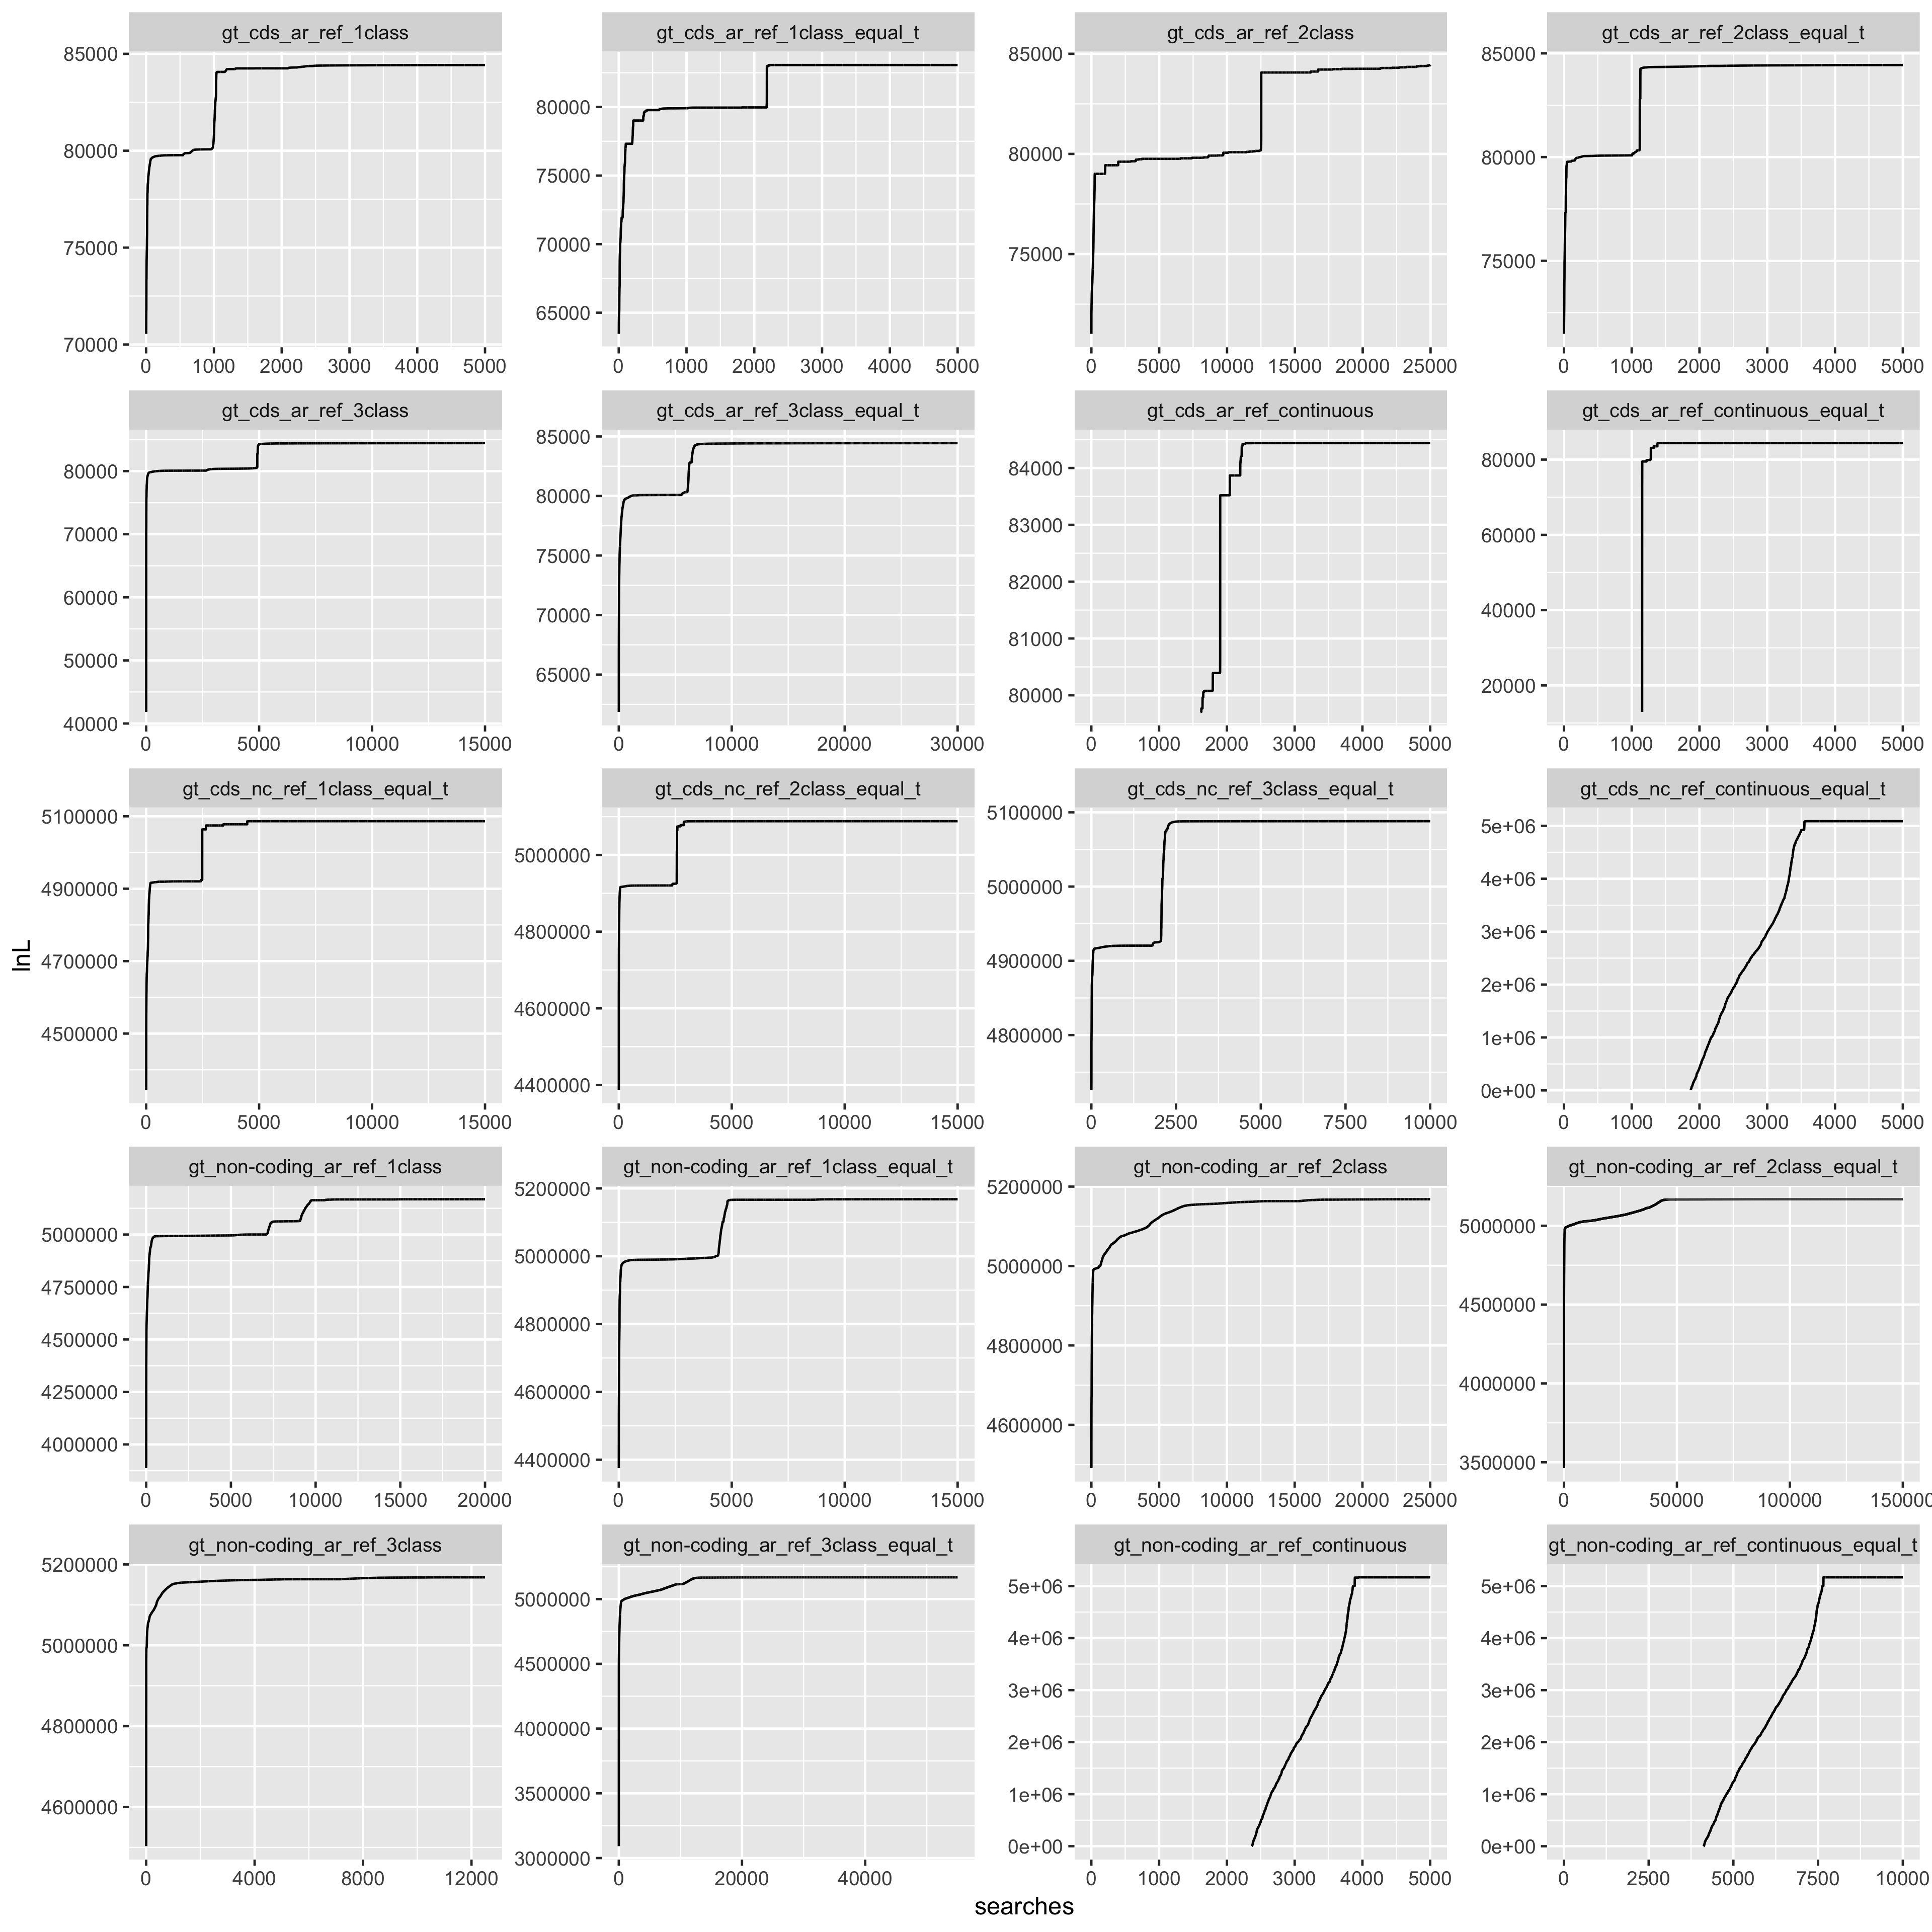 gt_cds_ar_ref_1class
85000
80000
75000
70000
0 1000 2000 3000 4000 5000
gt_cds_ar_ref_1class_equal_t
80000
75000
70000
65000
0 1000 2000 3000 4000 5000
gt_cds_ar_ref_2class
85000
80000
75000
0 5000 10000 15000 20000 25000
gt_cds_ar_ref_2class_equal_t
85000
80000
75000
0 1000 2000 3000 4000 5000
gt_cds_ar_ref_3class
80000
70000
60000
50000
40000
0 5000 10000 15000
gt_cds_ar_ref_3class_equal_t
85000
80000
75000
70000
65000
0 10000 20000 30000
gt_cds_ar_ref_continuous
84000
83000
82000
81000
80000
0 1000 2000 3000 4000 5000
gt_cds_ar_ref_continuous_equal_t
80000
60000
40000
20000
0 1000 2000 3000 4000 5000
lnL
gt_cds_nc_ref_1class_equal_t
5100000
4900000
4700000
4500000
0 5000 10000 15000
gt_cds_nc_ref_2class_equal_t
5000000
4800000
4600000
4400000
0 5000 10000 15000
gt_cds_nc_ref_3class_equal_t
5100000
5000000
4900000
4800000
0 2500 5000 7500 10000
gt_cds_nc_ref_continuous_equal_t
5e+06
4e+06
3e+06
2e+06
1e+06
0e+00
0 1000 2000 3000 4000 5000
gt_non-coding_ar_ref_1class
5000000
4750000
4500000
4250000
4000000
0 5000 10000 15000 20000
gt_non-coding_ar_ref_1class_equal_t
5200000
5000000
4800000
4600000
4400000
0 5000 10000 15000
gt_non-coding_ar_ref_2class
5200000
5000000
4800000
4600000
0 5000 10000 15000 20000 25000
gt_non-coding_ar_ref_2class_equal_t
5000000
4500000
4000000
3500000
0 50000 100000 150000
gt_non-coding_ar_ref_3class
5200000
5000000
4800000
4600000
0 4000 8000 12000
gt_non-coding_ar_ref_3class_equal_t
5000000
4500000
4000000
3500000
3000000
0 20000 40000
gt_non-coding_ar_ref_continuous
5e+06
4e+06
3e+06
2e+06
1e+06
0e+00
0 1000 2000 3000 4000 5000
gt_non-coding_ar_ref_continuous_equal_t
5e+06
4e+06
3e+06
2e+06
1e+06
0e+00
0 2500 5000 7500 10000
searches